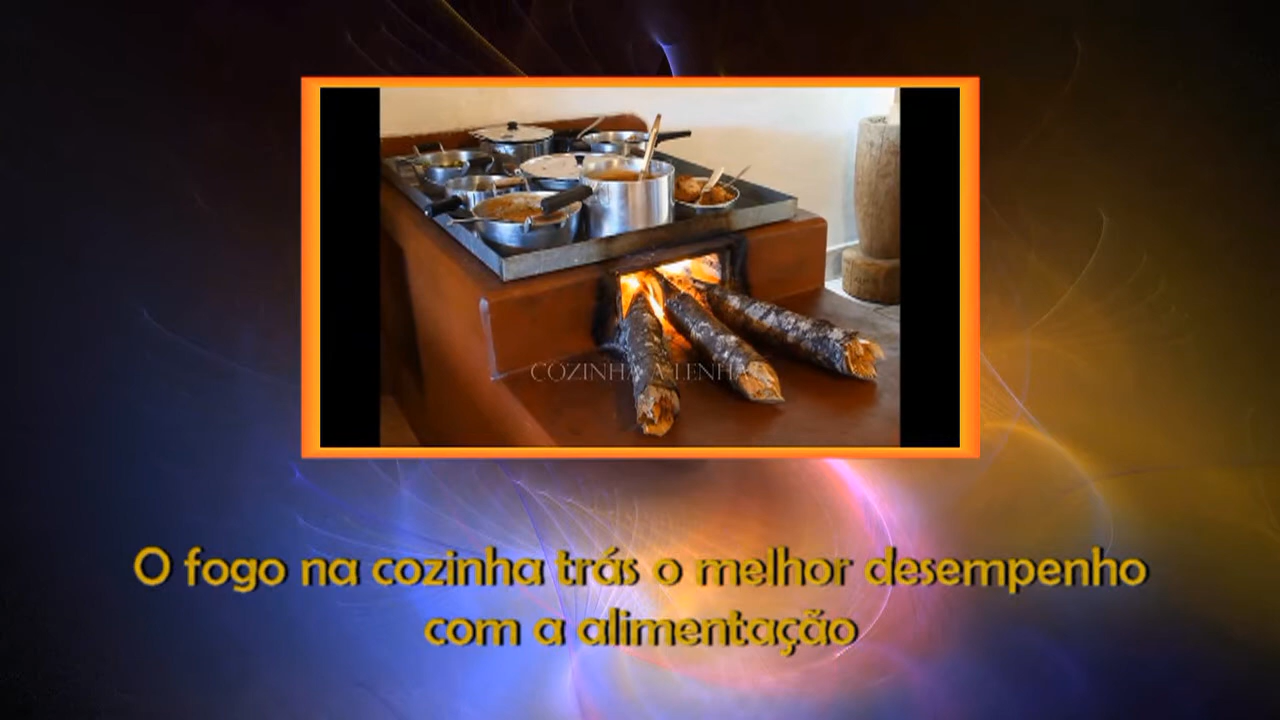 COZINHA A LENHA
O fogo na cozinha trás o melhor desempenho
com a alimentação